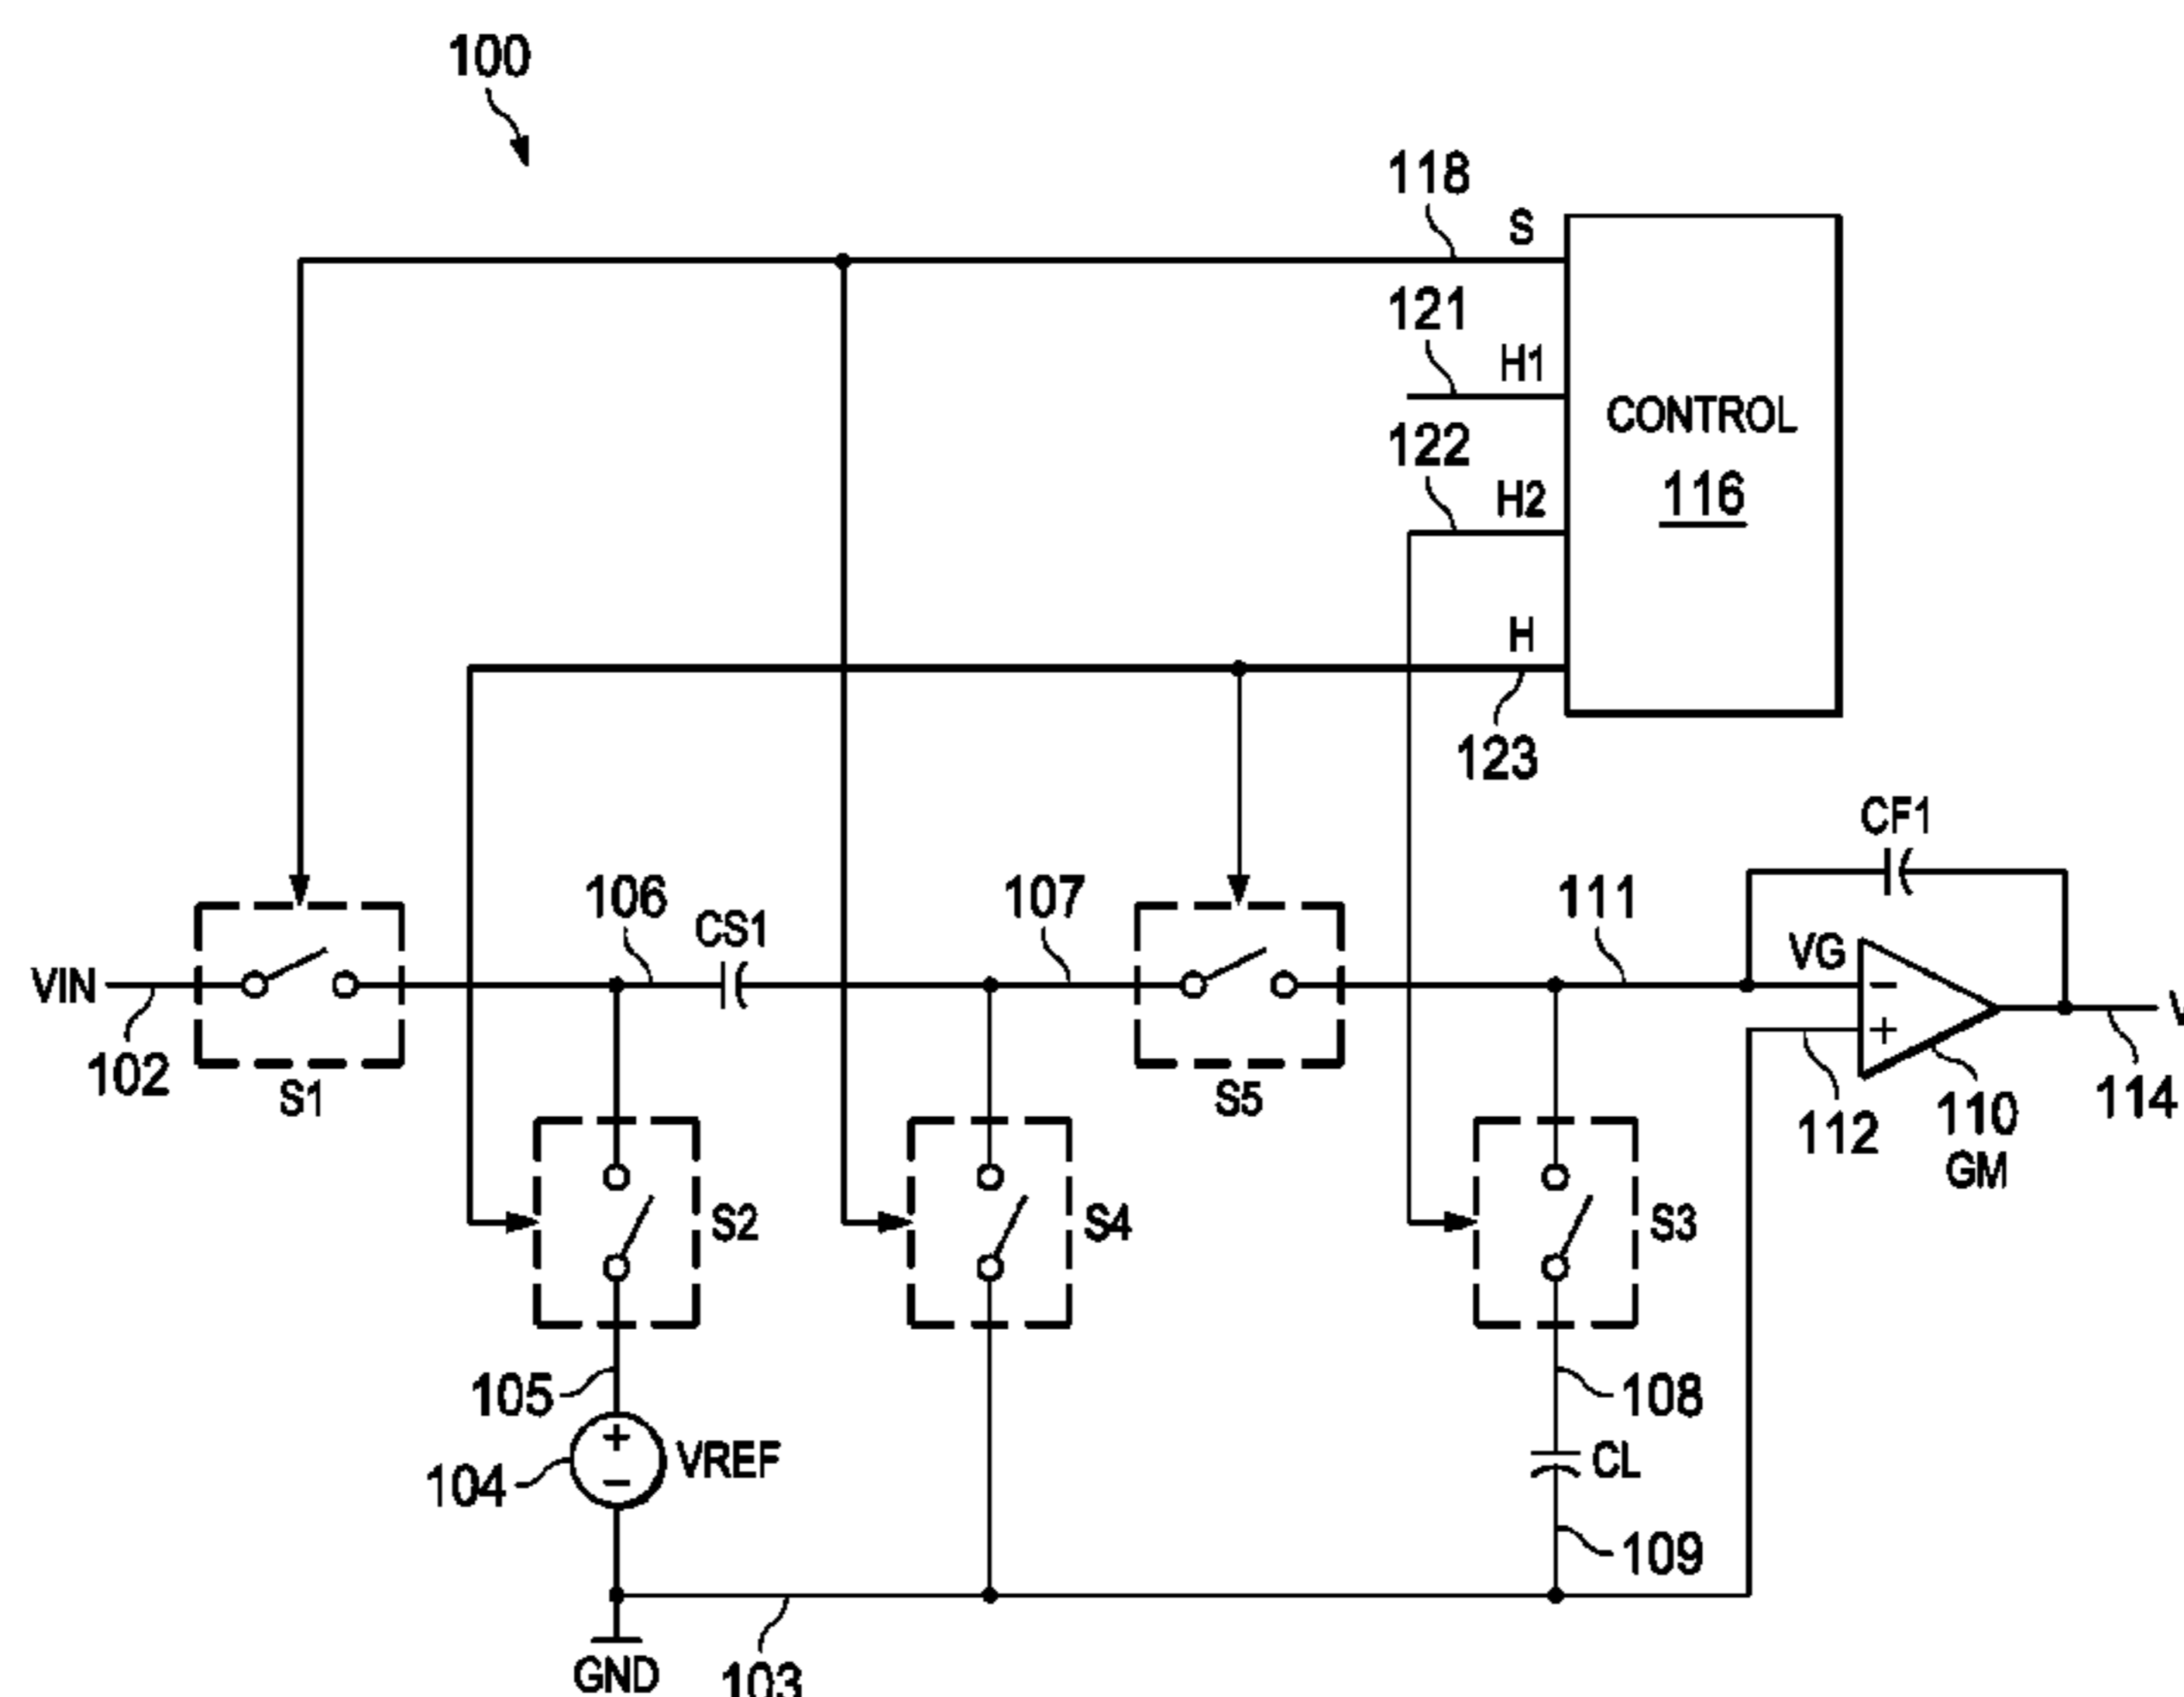 100
118
S
121
H1
CONTROL
116
122
H2
H
123
CF1
VIN
102
S1
106
CS1
107
S5
111
VG
−
+
112
110
GM
114
S2
S4
S3
105
104
+
−
VREF
108
CL
109
GND
103